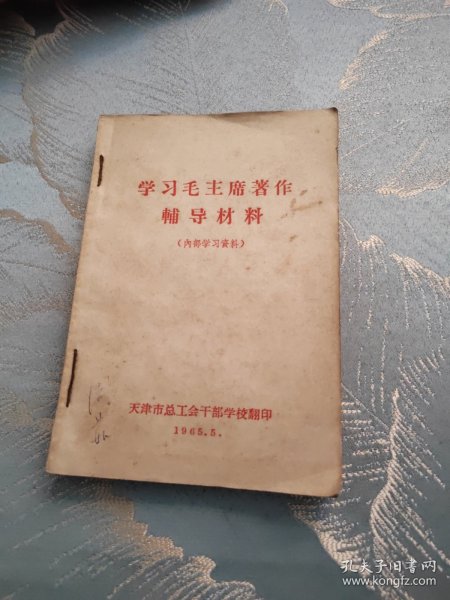 学习毛主席著作
輔导材料
(内部学习資料)
天津市总工会干部学校翻印
1965.5.
孔夫子旧书网
www.kongfz.com